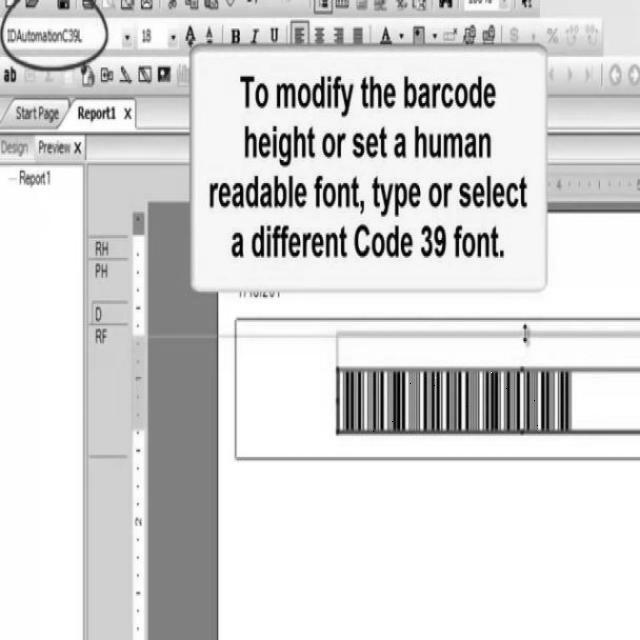 IDAutomationC39L
18
B I U
A
S %
ab
Start Page Report1 X
Design Preview X
Report1
To modify the barcode
height or set a human
readable font, type or select
a different Code 39 font.
RH
PH
D
RF
1
2